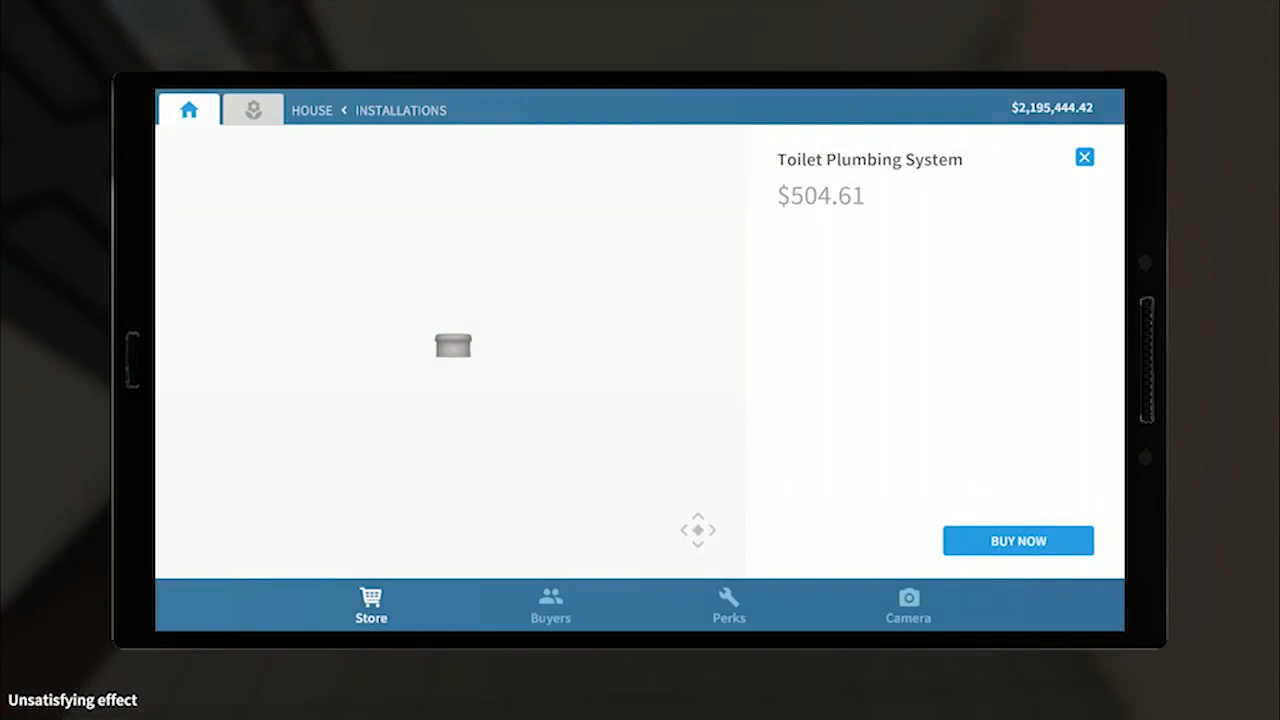 HOUSE < INSTALLATIONS
$2,195,444.42
Toilet Plumbing System
$504.61
BUY NOW
Store
Buyers
Perks
Camera
Unsatisfying effect